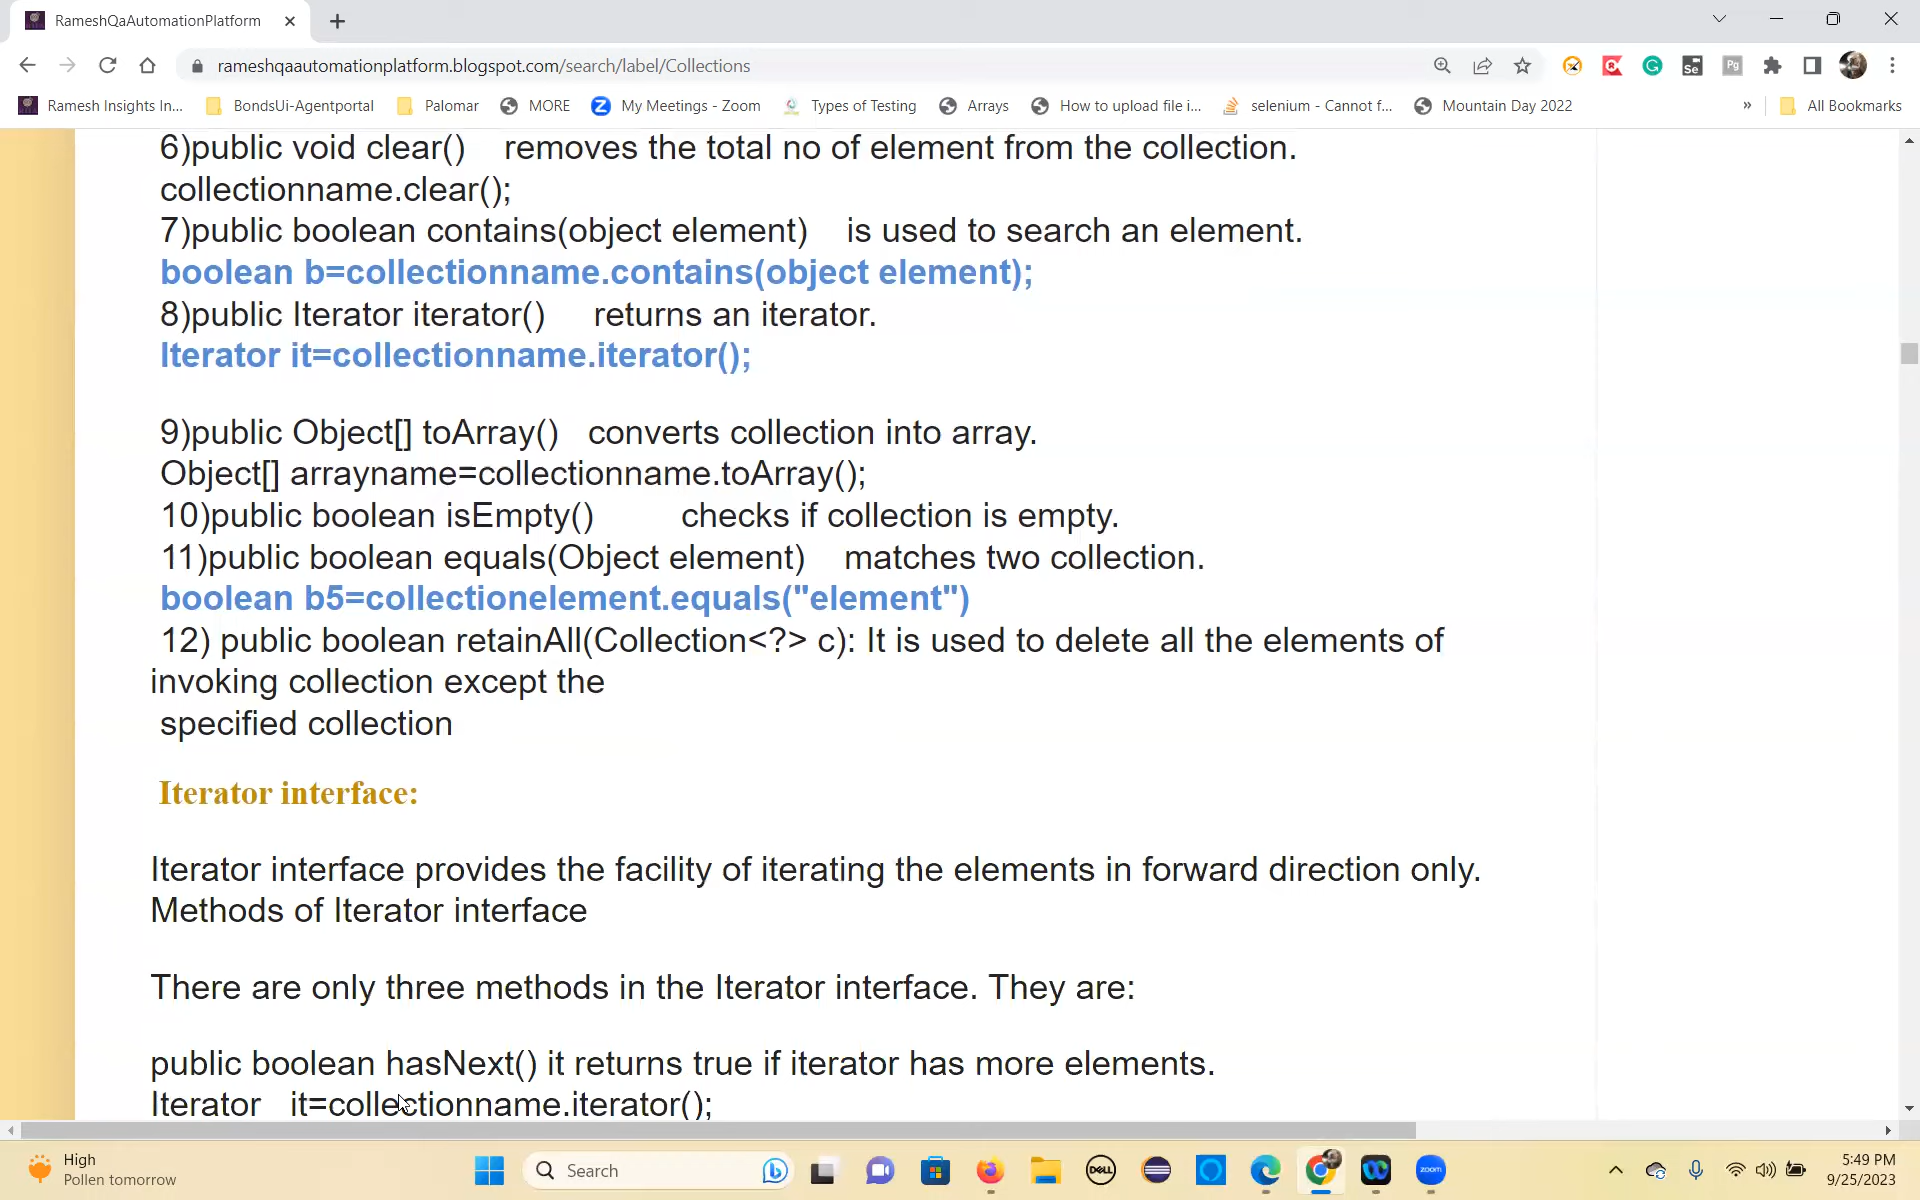 RameshQaAutomationPlatform
rameshqaautomationplatform.blogspot.com/search/label/Collections
Ramesh Insights In... BondsUi-Agentportal Palomar MORE My Meetings - Zoom Types of Testing Arrays How to upload file i... selenium - Cannot f... Mountain Day 2022 » All Bookmarks
6)public void clear() removes the total no of element from the collection.
collectionname.clear();
7)public boolean contains(object element) is used to search an element.
boolean b=collectionname.contains(object element);
8)public Iterator iterator() returns an iterator.
Iterator it=collectionname.iterator();
9)public Object[] toArray() converts collection into array.
Object[] arrayname=collectionname.toArray();
10)public boolean isEmpty() checks if collection is empty.
11)public boolean equals(Object element) matches two collection.
boolean b5=collectionelement.equals("element")
12) public boolean retainAll(Collection<?> c): It is used to delete all the elements of
invoking collection except the
specified collection
Iterator interface:
Iterator interface provides the facility of iterating the elements in forward direction only.
Methods of Iterator interface
There are only three methods in the Iterator interface. They are:
public boolean hasNext() it returns true if iterator has more elements.
Iterator it=collectionname.iterator();
High
Pollen tomorrow
Search
DELL
zoom
5:49 PM
9/25/2023